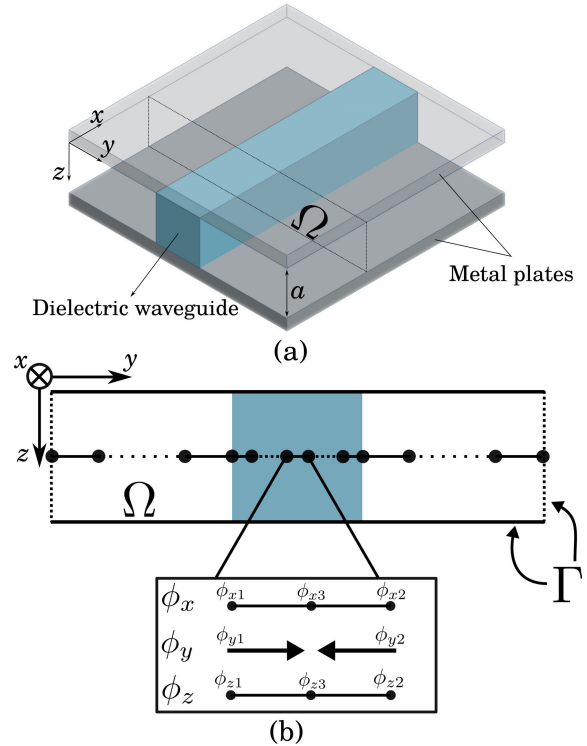 x
y
z
Ω
a
Metal plates
Dielectric waveguide
(a)
x
y
z
Ω
Γ
ϕx ϕx1 ϕx3 ϕx2
ϕy ϕy1 ϕy2
ϕz ϕz1 ϕz3 ϕz2
(b)